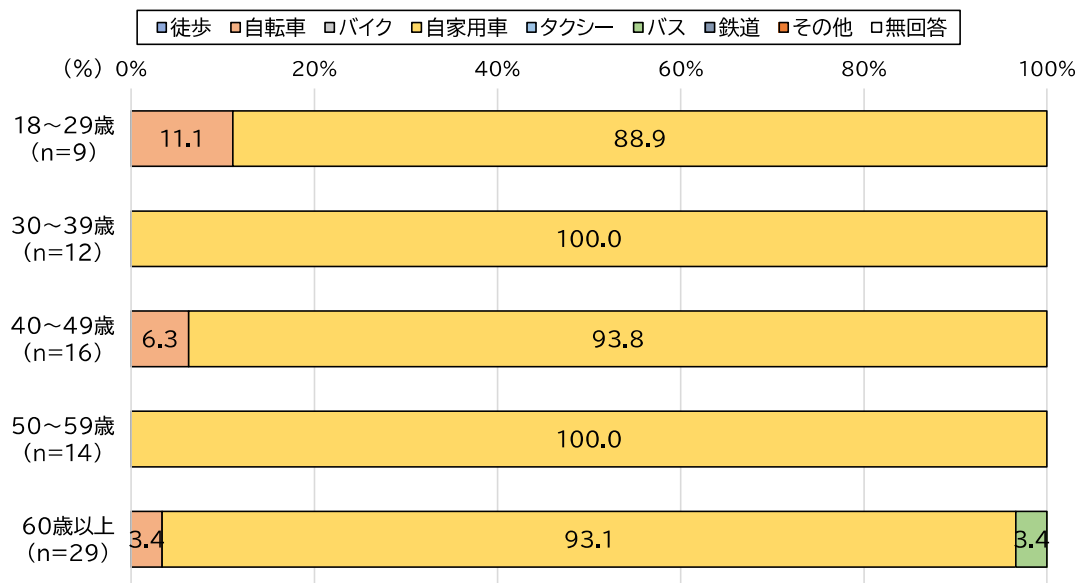 徒歩 自転車 バイク 自家用車 タクシー バス 鉄道 その他 無回答
(%) 0% 20% 40% 60% 80% 100%
18～29歳
(n=9)
11.1 88.9
30～39歳
(n=12)
100.0
40～49歳
(n=16)
6.3 93.8
50～59歳
(n=14)
100.0
60歳以上
(n=29)
3.4 93.1 3.4